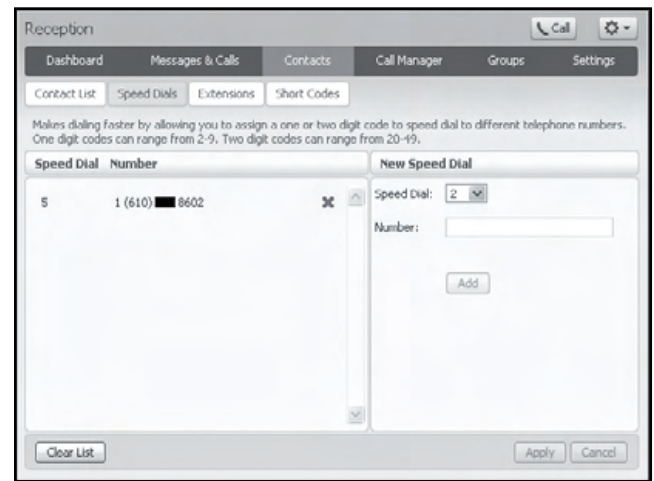 Reception
Call
Dashboard Messages & Calls Contacts Call Manager Groups Settings
Contact List Speed Dials Extensions Short Codes
Makes dialing faster by allowing you to assign a one or two digit code to speed dial to different telephone numbers.
One digit codes can range from 2-9. Two digit codes can range from 20-49.
Speed Dial Number
5 1 (610) 8602
New Speed Dial
Speed Dial: 2
Number:
Add
Clear List
Apply Cancel